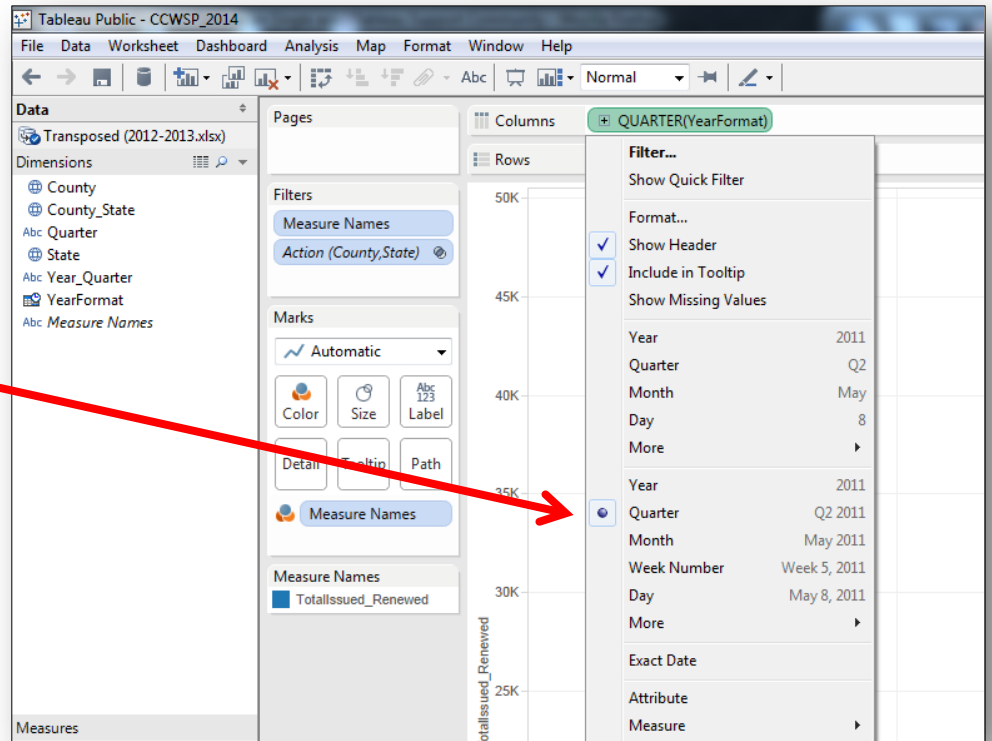 Tableau Public - CCWSP_2014
File Data Worksheet Dashboard Analysis Map Format Window Help
Abc Normal
Data
Transposed (2012-2013.xlsx)
Dimensions
County
County_State
Abc Quarter
State
Abc Year_Quarter
YearFormat
Abc Measure Names
Measures
Pages
Filters
Measure Names
Action (County,State)
Marks
Automatic
Color
Size
Abc
123
Label
Detail
Tooltip
Path
Measure Names
Measure Names
TotalIssued_Renewed
Columns
QUARTER(YearFormat)
Rows
50K
45K
40K
35K
30K
25K
Filter...
Show Quick Filter
Format...
Show Header
Include in Tooltip
Show Missing Values
Year 2011
Quarter Q2
Month May
Day 8
More
Year 2011
Quarter Q2 2011
Month May 2011
Week Number Week 5, 2011
Day May 8, 2011
More
Exact Date
Attribute
Measure